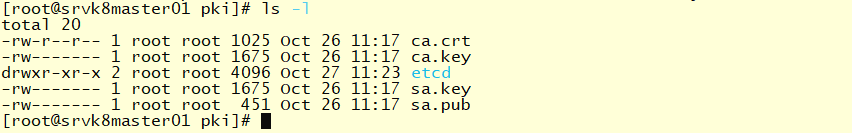 [root@srvk8master01 pki]# ls -l
total 20
-rw-r--r-- 1 root root 1025 Oct 26 11:17 ca.crt
-rw------- 1 root root 1675 Oct 26 11:17 ca.key
drwxr-xr-x 2 root root 4096 Oct 27 11:23 etcd
-rw------- 1 root root 1675 Oct 26 11:17 sa.key
-rw------- 1 root root  451 Oct 26 11:17 sa.pub
[root@srvk8master01 pki]#